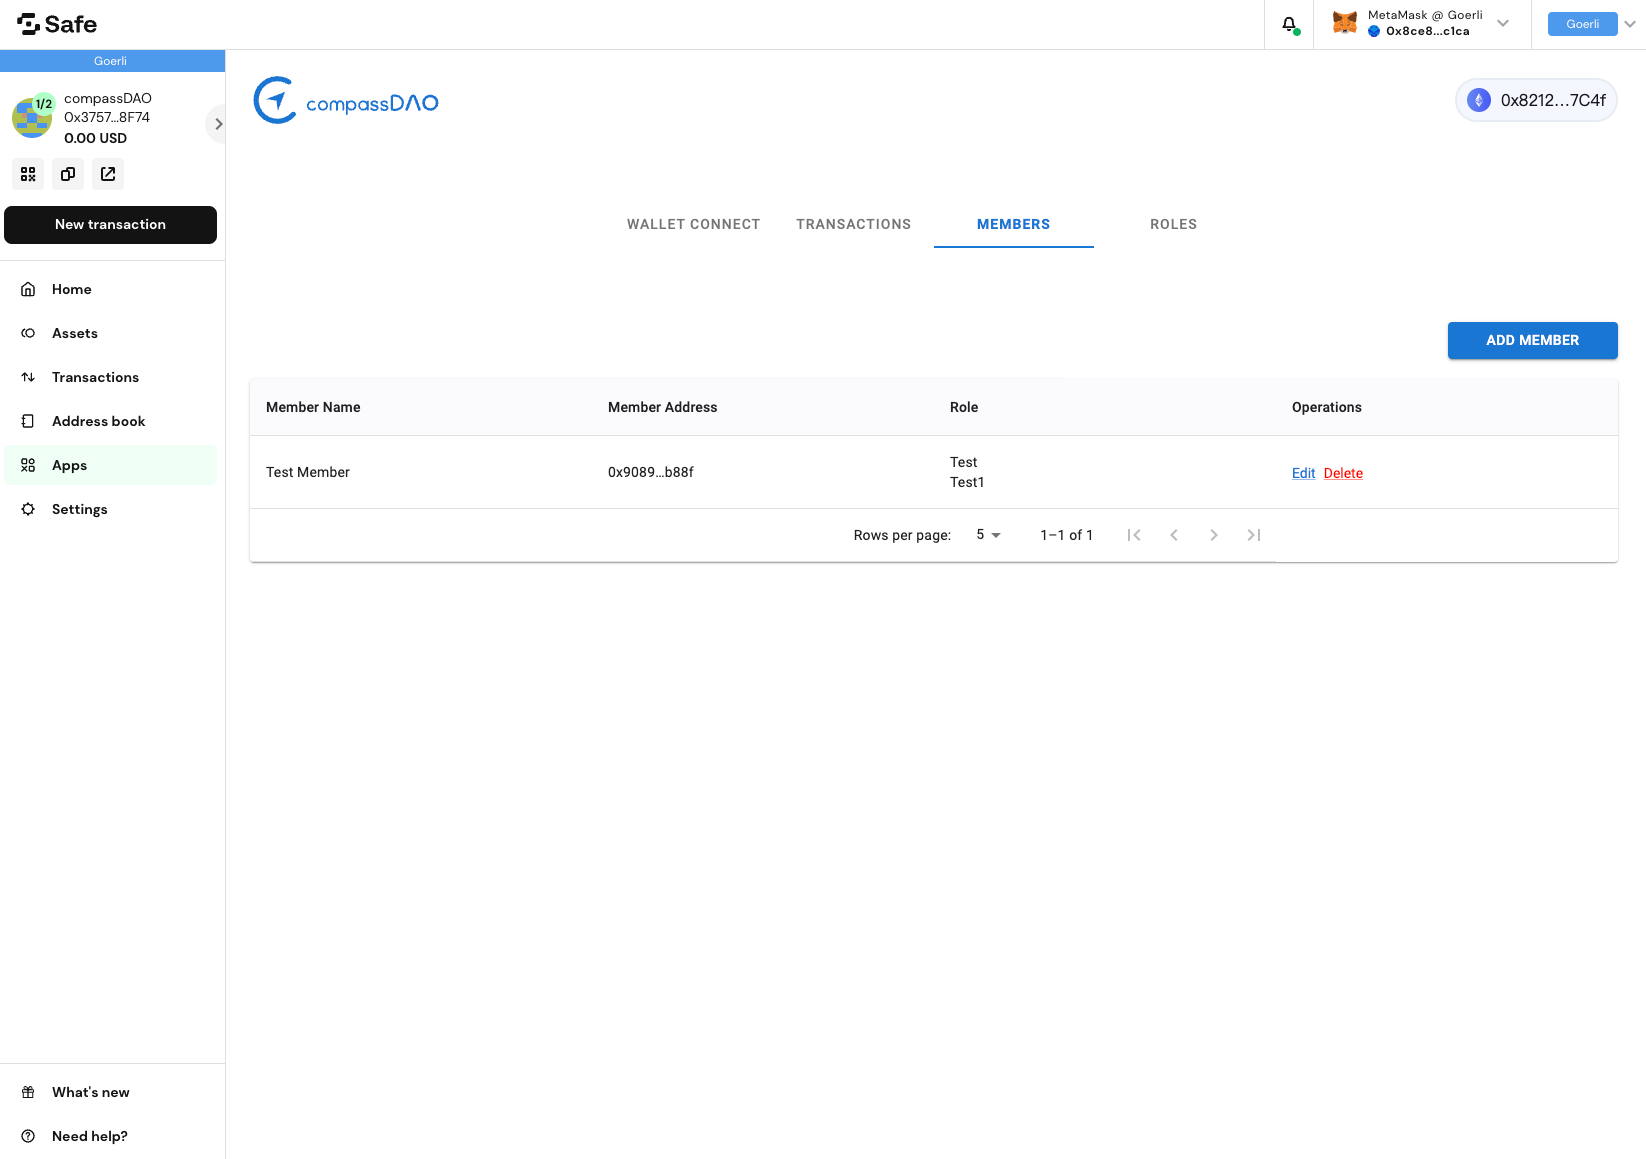 Safe
MetaMask @ Goerli
0x8ce8...c1ca
Goerli
Goerli
1/2
compassDAO
0x3757...8F74
0.00 USD
New transaction
Home
Assets
Transactions
Address book
Apps
Settings
What's new
Need help?
compassDAO
0x8212...7C4f
WALLET CONNECT
TRANSACTIONS
MEMBERS
ROLES
ADD MEMBER
Member Name Member Address Role Operations
Test Member 0x9089...b88f Test
Test1
Edit Delete
Rows per page: 5 1–1 of 1